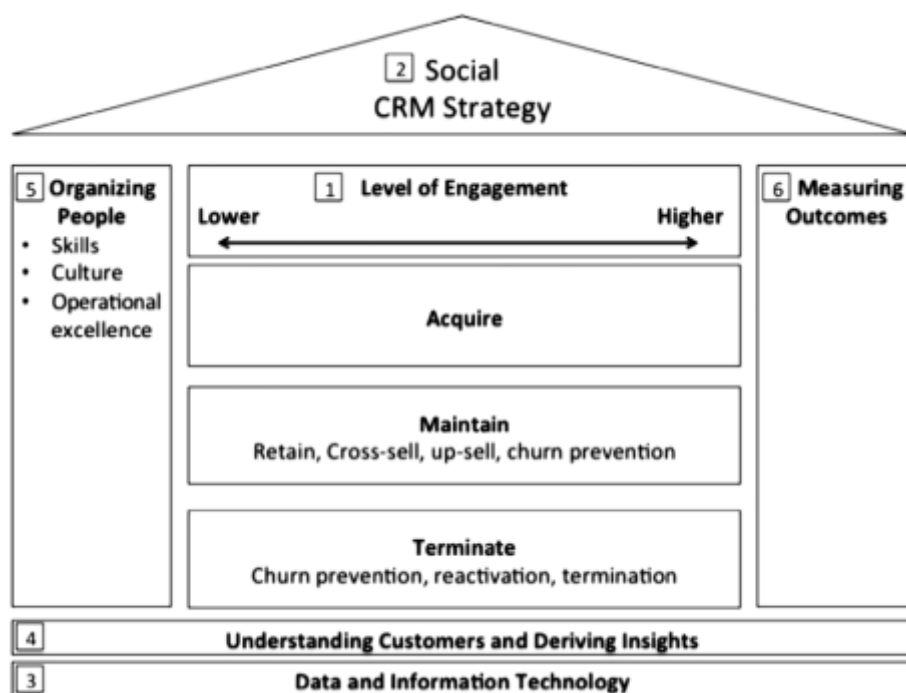 2 Social
CRM Strategy
5 Organizing
People
• Skills
• Culture
• Operational
excellence
1 Level of Engagement
Lower Higher
Acquire
Maintain
Retain, Cross-sell, up-sell, churn prevention
Terminate
Churn prevention, reactivation, termination
6 Measuring
Outcomes
4 Understanding Customers and Deriving Insights
3 Data and Information Technology